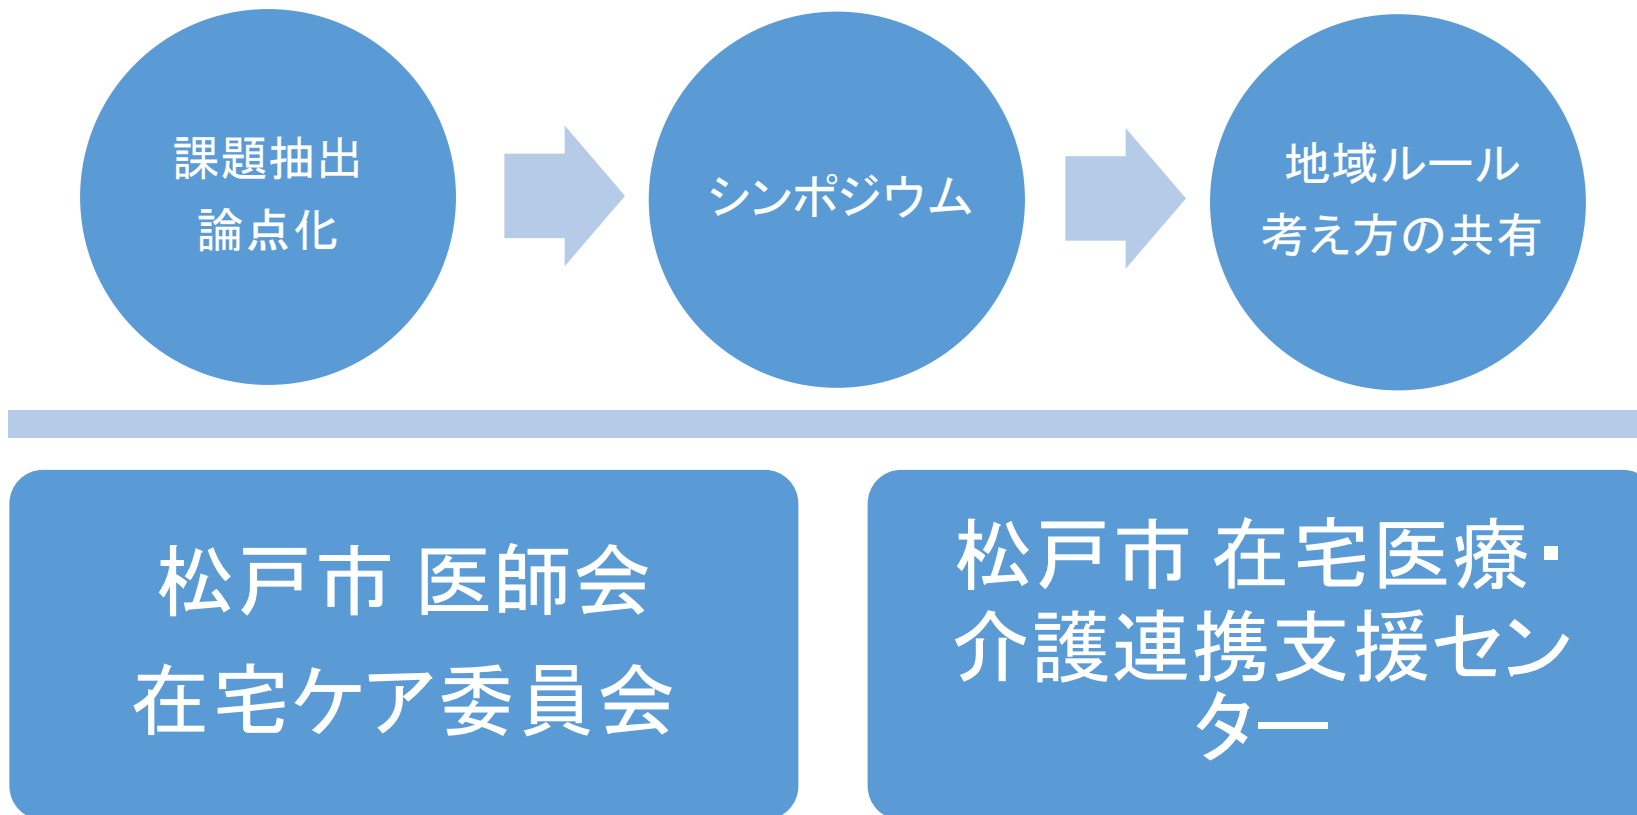 課題抽出
論点化
シンポジウム
地域ルール
考え方の共有
松戸市 医師会
在宅ケア委員会
松戸市 在宅医療・
介護連携支援セン
ター